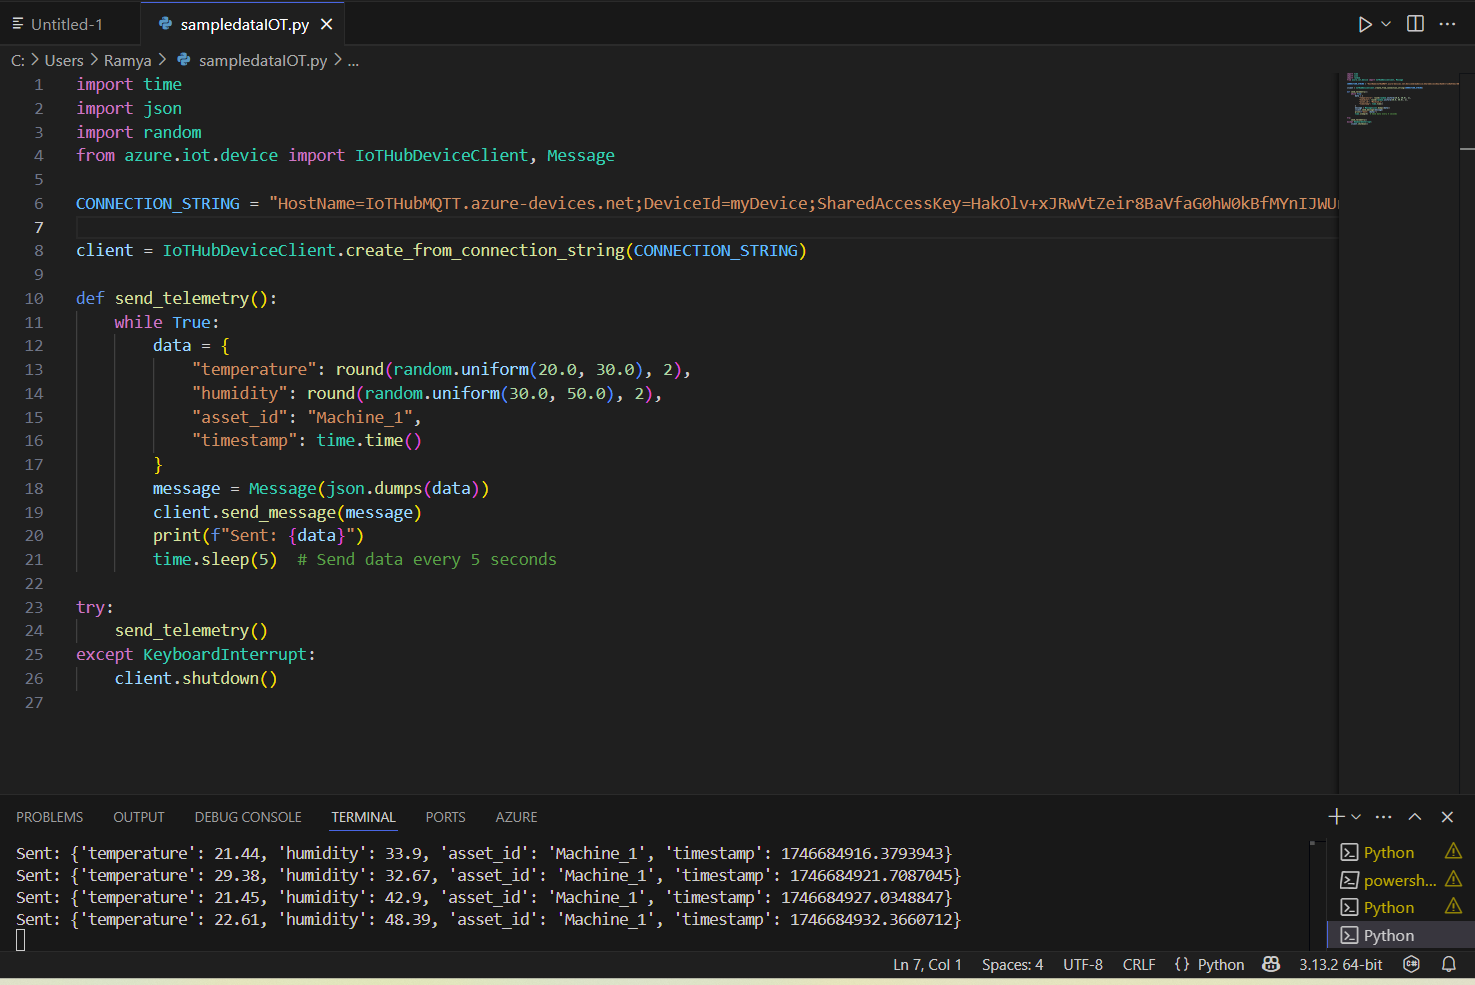 Untitled-1 sampledataIOT.py
C: > Users > Ramya > sampledataIOT.py > ...
1 import time
2 import json
3 import random
4 from azure.iot.device import IoTHubDeviceClient, Message
5
6 CONNECTION_STRING = "HostName=IoTHubMQTT.azure-devices.net;DeviceId=myDevice;SharedAccessKey=HakOlv+xJRwVtZeir8BaVfaG0hW0kBfMYnIJWU
7
8 client = IoTHubDeviceClient.create_from_connection_string(CONNECTION_STRING)
9
10 def send_telemetry():
11 while True:
12 data = {
13 "temperature": round(random.uniform(20.0, 30.0), 2),
14 "humidity": round(random.uniform(30.0, 50.0), 2),
15 "asset_id": "Machine_1",
16 "timestamp": time.time()
17 }
18 message = Message(json.dumps(data))
19 client.send_message(message)
20 print(f"Sent: {data}")
21 time.sleep(5) # Send data every 5 seconds
22
23 try:
24 send_telemetry()
25 except KeyboardInterrupt:
26 client.shutdown()
27
PROBLEMS OUTPUT DEBUG CONSOLE TERMINAL PORTS AZURE
Sent: {'temperature': 21.44, 'humidity': 33.9, 'asset_id': 'Machine_1', 'timestamp': 1746684916.3793943}
Sent: {'temperature': 29.38, 'humidity': 32.67, 'asset_id': 'Machine_1', 'timestamp': 1746684921.7087045}
Sent: {'temperature': 21.45, 'humidity': 42.9, 'asset_id': 'Machine_1', 'timestamp': 1746684927.0348847}
Sent: {'temperature': 22.61, 'humidity': 48.39, 'asset_id': 'Machine_1', 'timestamp': 1746684932.3660712}
Python
powersh...
Python
Python
Ln 7, Col 1 Spaces: 4 UTF-8 CRLF {} Python 3.13.2 64-bit